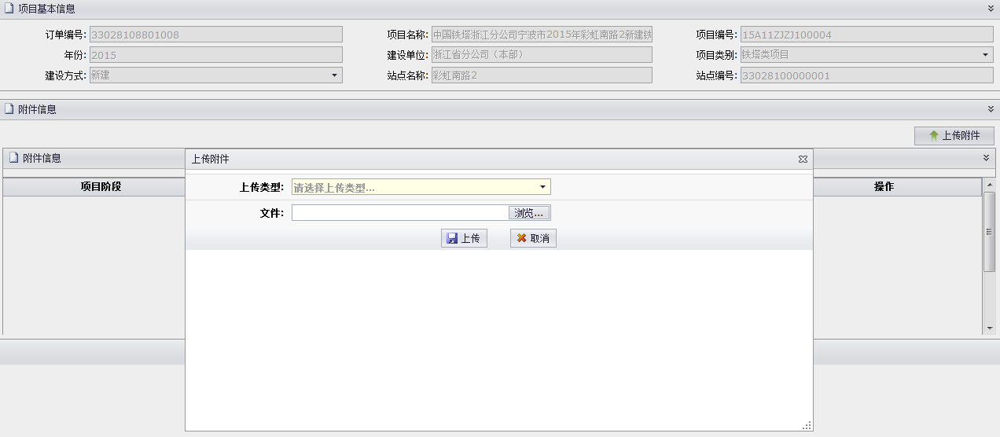 项目基本信息
订单编号: 33028108801008 项目名称: 中国铁塔浙江分公司宁波市2015年彩虹南路2新建铁 项目编号: 15A11ZJZJ100004
年份: 2015 建设单位: 浙江省分公司（本部） 项目类别: 铁塔类项目
建设方式: 新建 站点名称: 彩虹南路2 站点编号: 33028100000001
附件信息
上传附件
附件信息
项目阶段
操作
上传附件
上传类型: 请选择上传类型...
文件: 浏览...
上传 取消